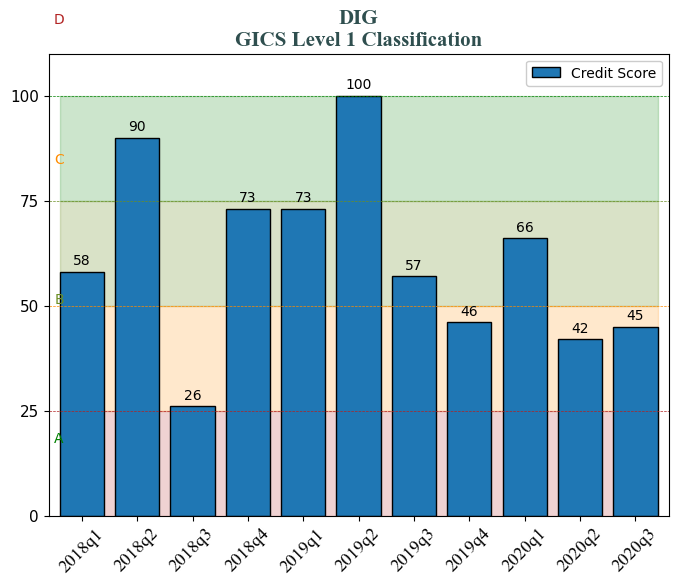 D
DIG
GICS Level 1 Classification
Credit Score
100
100
90
C
75
73
73
66
58
57
B
50
46
45
42
26
25
A
0
2018q1
2018q2
2018q3
2018q4
2019q1
2019q2
2019q3
2019q4
2020q1
2020q2
2020q3